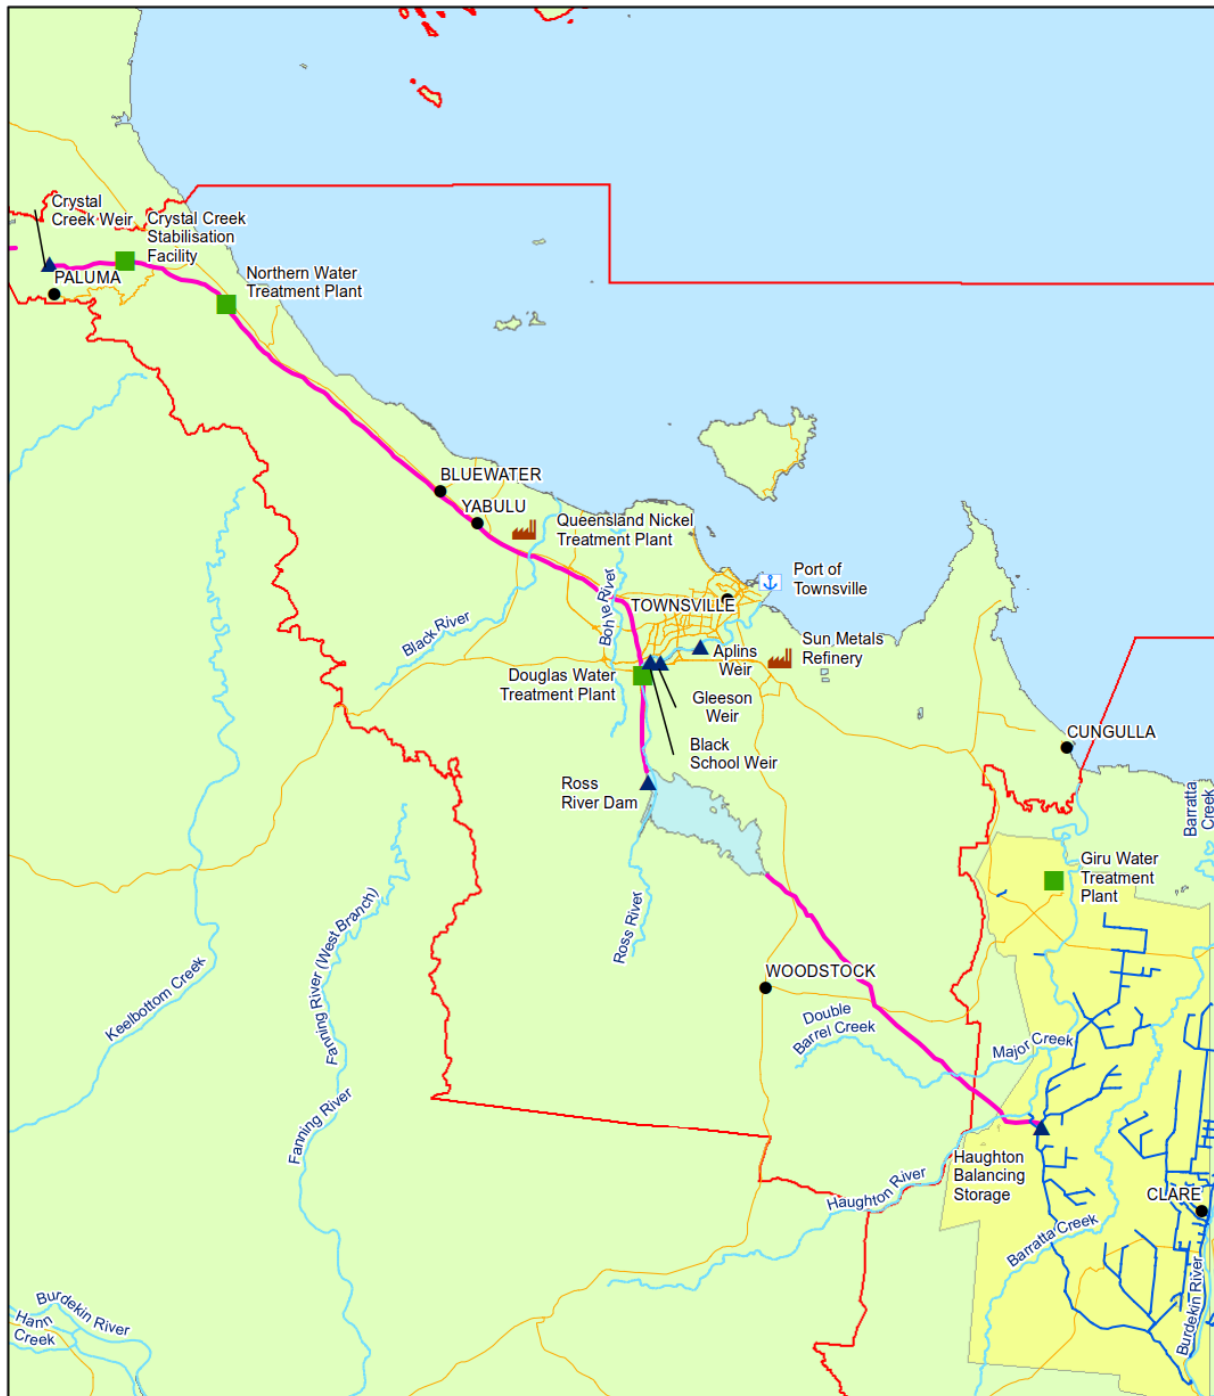 Crystal
Creek Weir
Crystal Creek
Stabilisation
Facility
PALUMA
Northern Water
Treatment Plant
BLUEWATER
YABULU
Queensland Nickel
Treatment Plant
Port of
Townsville
Bohle River
TOWNSVILLE
Black River
Aplins
Weir
Sun Metals
Refinery
Douglas Water
Treatment Plant
Gleeson
Weir
Black
School Weir
CUNGULLA
Ross
River Dam
Barratta
Creek
Giru Water
Treatment
Plant
Ross River
Fanning River (West Branch)
Keelbottom Creek
WOODSTOCK
Double
Barrel Creek
Major Creek
Fanning River
Haughton
Balancing
Storage
Haughton River
CLARE
Barratta Creek
Burdekin River
Burdekin River
Hann
Creek